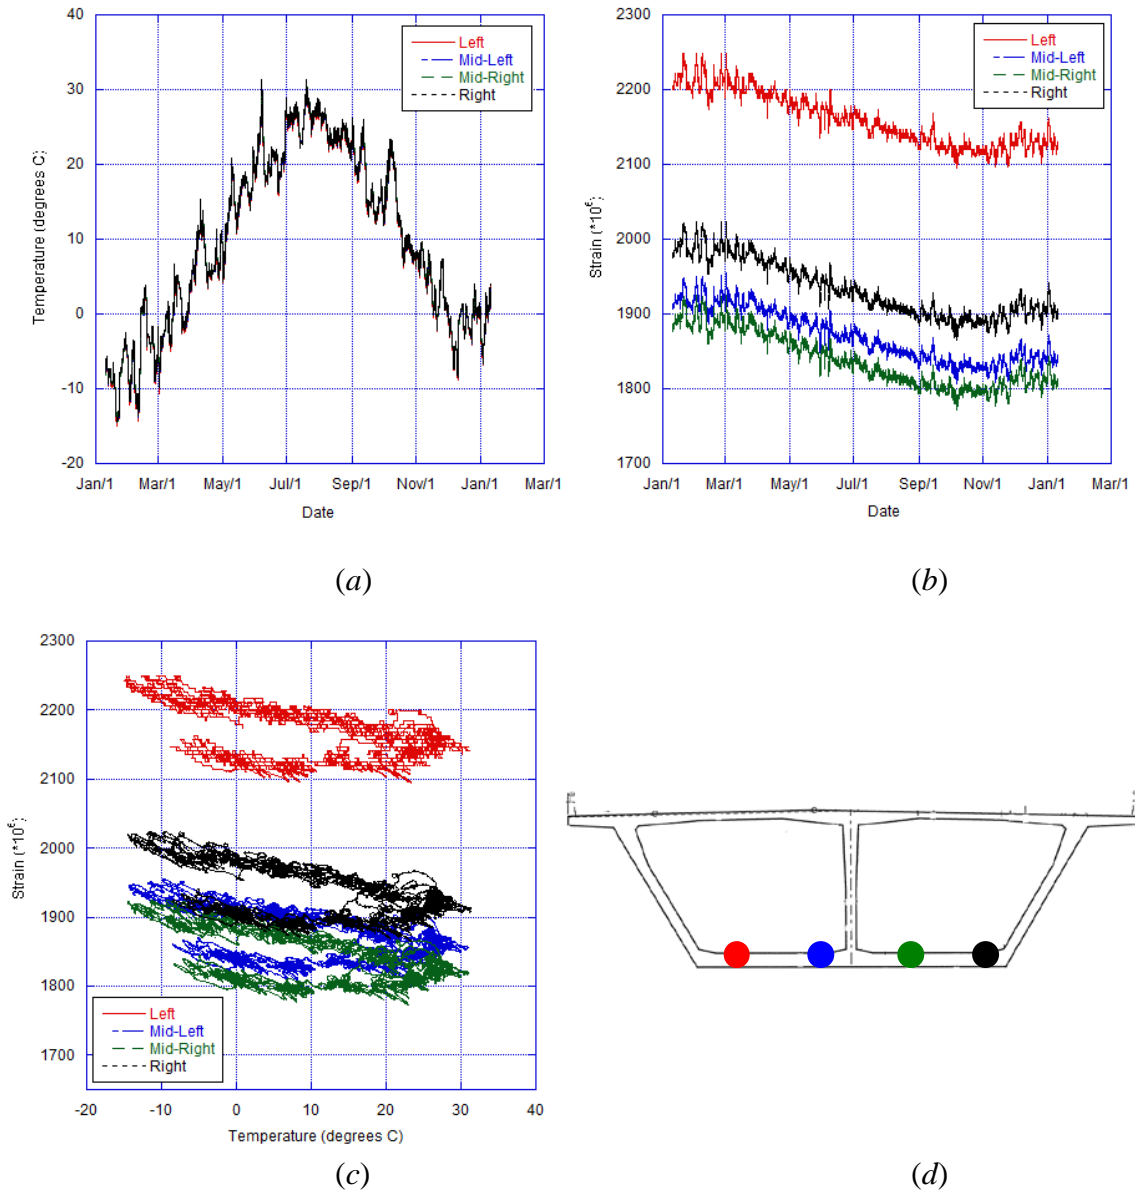 40
30
20
10
0
-10
-20
Temperature (degrees C)
Left
Mid-Left
Mid-Right
Right
Jan/1 Mar/1 May/1 Jul/1 Sep/1 Nov/1 Jan/1 Mar/1
Date
(a)
2300
2200
2100
2000
1900
1800
1700
Strain (*10⁶)
Left
Mid-Left
Mid-Right
Right
Jan/1 Mar/1 May/1 Jul/1 Sep/1 Nov/1 Jan/1 Mar/1
Date
(b)
2300
2200
2100
2000
1900
1800
1700
Strain (*10⁶)
Left
Mid-Left
Mid-Right
Right
-20 -10 0 10 20 30 40
Temperature (degrees C)
(c)
(d)